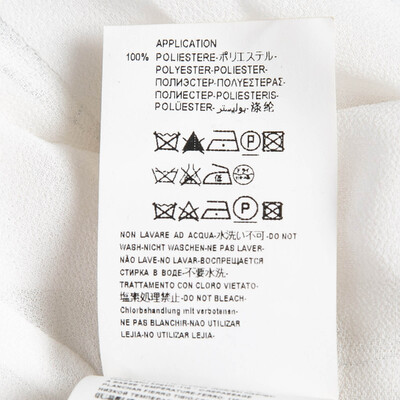 APPLICATION
100% POLIESTERE-ポリエステル-
POLYESTER-POLIESTER-
ПОЛИЭСТЕР-ΠΟΛΥΕΣΤΕΡΑΣ-
ПОЛИЕСТЕР-POLIESTERIS-
POLÜESTER-بوليستر-涤纶
P
P
NON LAVARE AD ACQUA-水洗い不可-DO NOT
WASH-NICHT WASCHEN-NE PAS LAVER-
NÃO LAVE-NO LAVAR-ВОСПРЕЩАЕТСЯ
СТИРКА В ВОДЕ-不要水洗-
TRATTAMENTO CON CLORO VIETATO-
塩素処理禁止-DO NOT BLEACH-
Chlorbshandlung mit verbotenen-
NE PAS BLANCHIR-NAO UTILIZAR
LEJIA-NO UTILIZAR LEJIA-